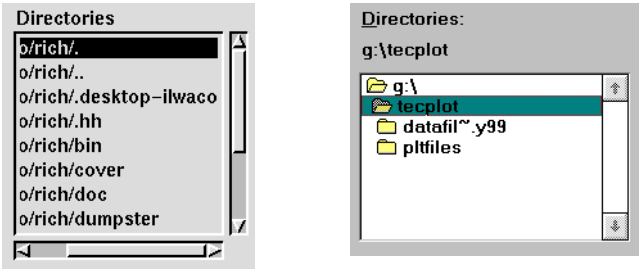 Directories
o/rich/.
o/rich/..
o/rich/.desktop-ilwaco
o/rich/.hh
o/rich/bin
o/rich/cover
o/rich/doc
o/rich/dumpster
Directories:
g:\tecplot
g:\
tecplot
datafil~.y99
pltfiles